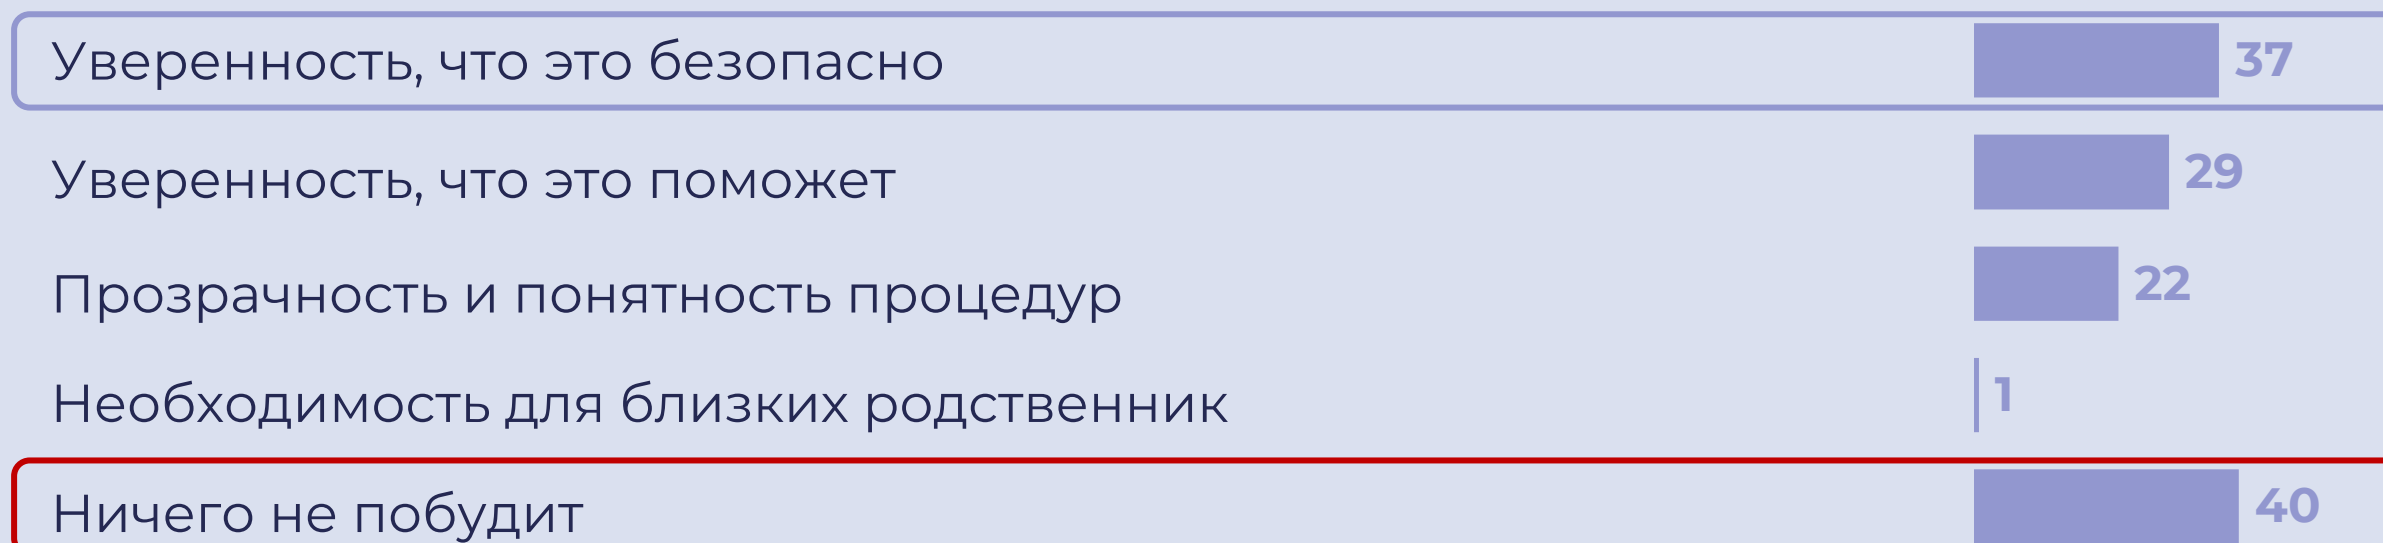 Уверенность, что это безопасно 37
Уверенность, что это поможет 29
Прозрачность и понятность процедур 22
Необходимость для близких родственник 1
Ничего не побудит 40